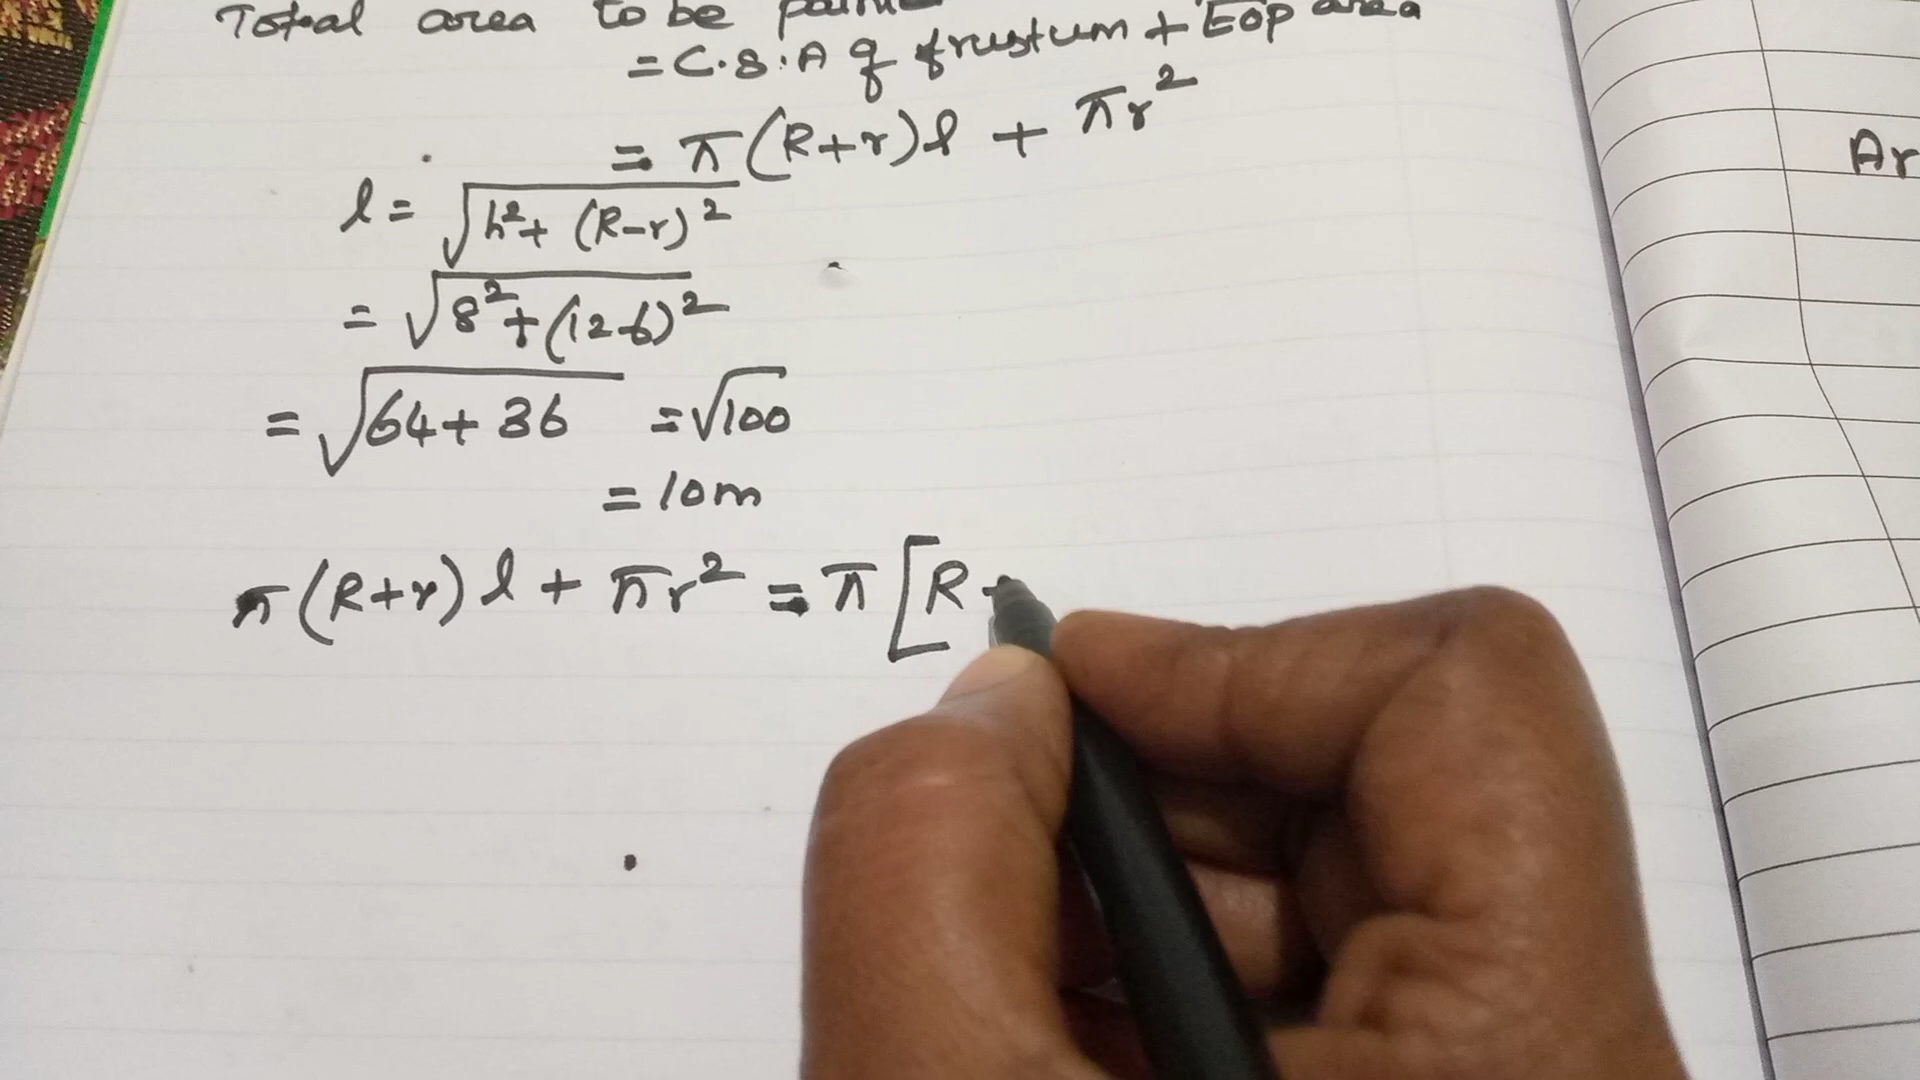 Total area to be
= C.S.A of frustum + Top area
= π(R+r)l + πr²
l = √h²+ (R-r)²
= √8²+(12-6)²
= √64+36 = √100
= 10m
π(R+r)l + πr² = π[R
Ar